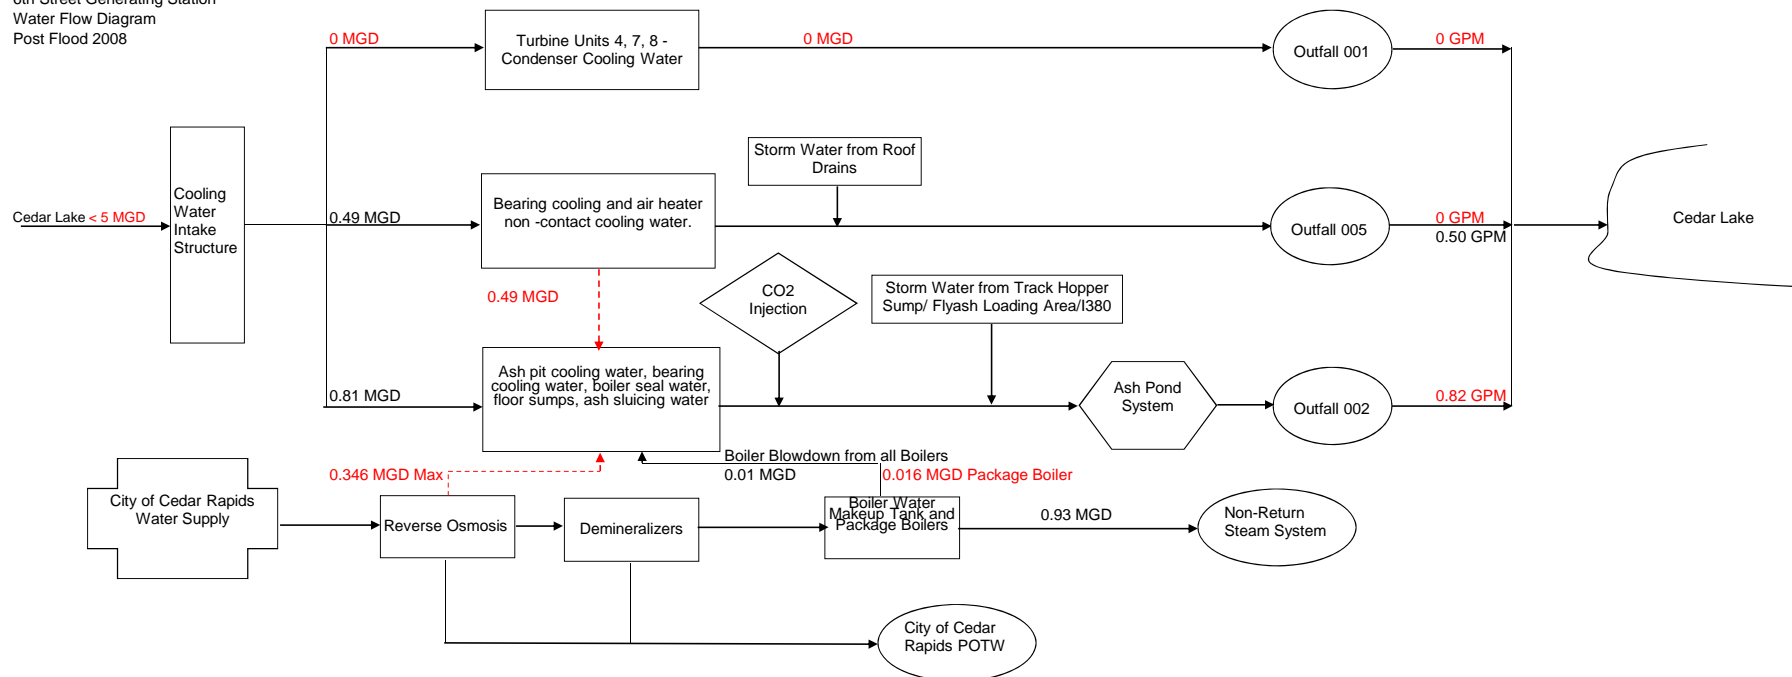 6th Street Generating Station
Water Flow Diagram
Post Flood 2008
0 MGD
Turbine Units 4, 7, 8 -
Condenser Cooling Water
0 MGD
Outfall 001
0 GPM
Storm Water from Roof
Drains
Cooling
Water
Intake
Structure
Cedar Lake < 5 MGD
0.49 MGD
Bearing cooling and air heater
non -contact cooling water.
Outfall 005
0 GPM
0.50 GPM
Cedar Lake
0.49 MGD
CO2
Injection
Storm Water from Track Hopper
Sump/ Flyash Loading Area/I380
0.81 MGD
Ash pit cooling water, bearing
cooling water, boiler seal water,
floor sumps, ash sluicing water
Ash Pond
System
Outfall 002
0.82 GPM
Boiler Blowdown from all Boilers
0.01 MGD
0.016 MGD Package Boiler
0.346 MGD Max
City of Cedar Rapids
Water Supply
Reverse Osmosis
Demineralizers
Boiler Water
Makeup Tank and
Package Boilers
0.93 MGD
Non-Return
Steam System
City of Cedar
Rapids POTW